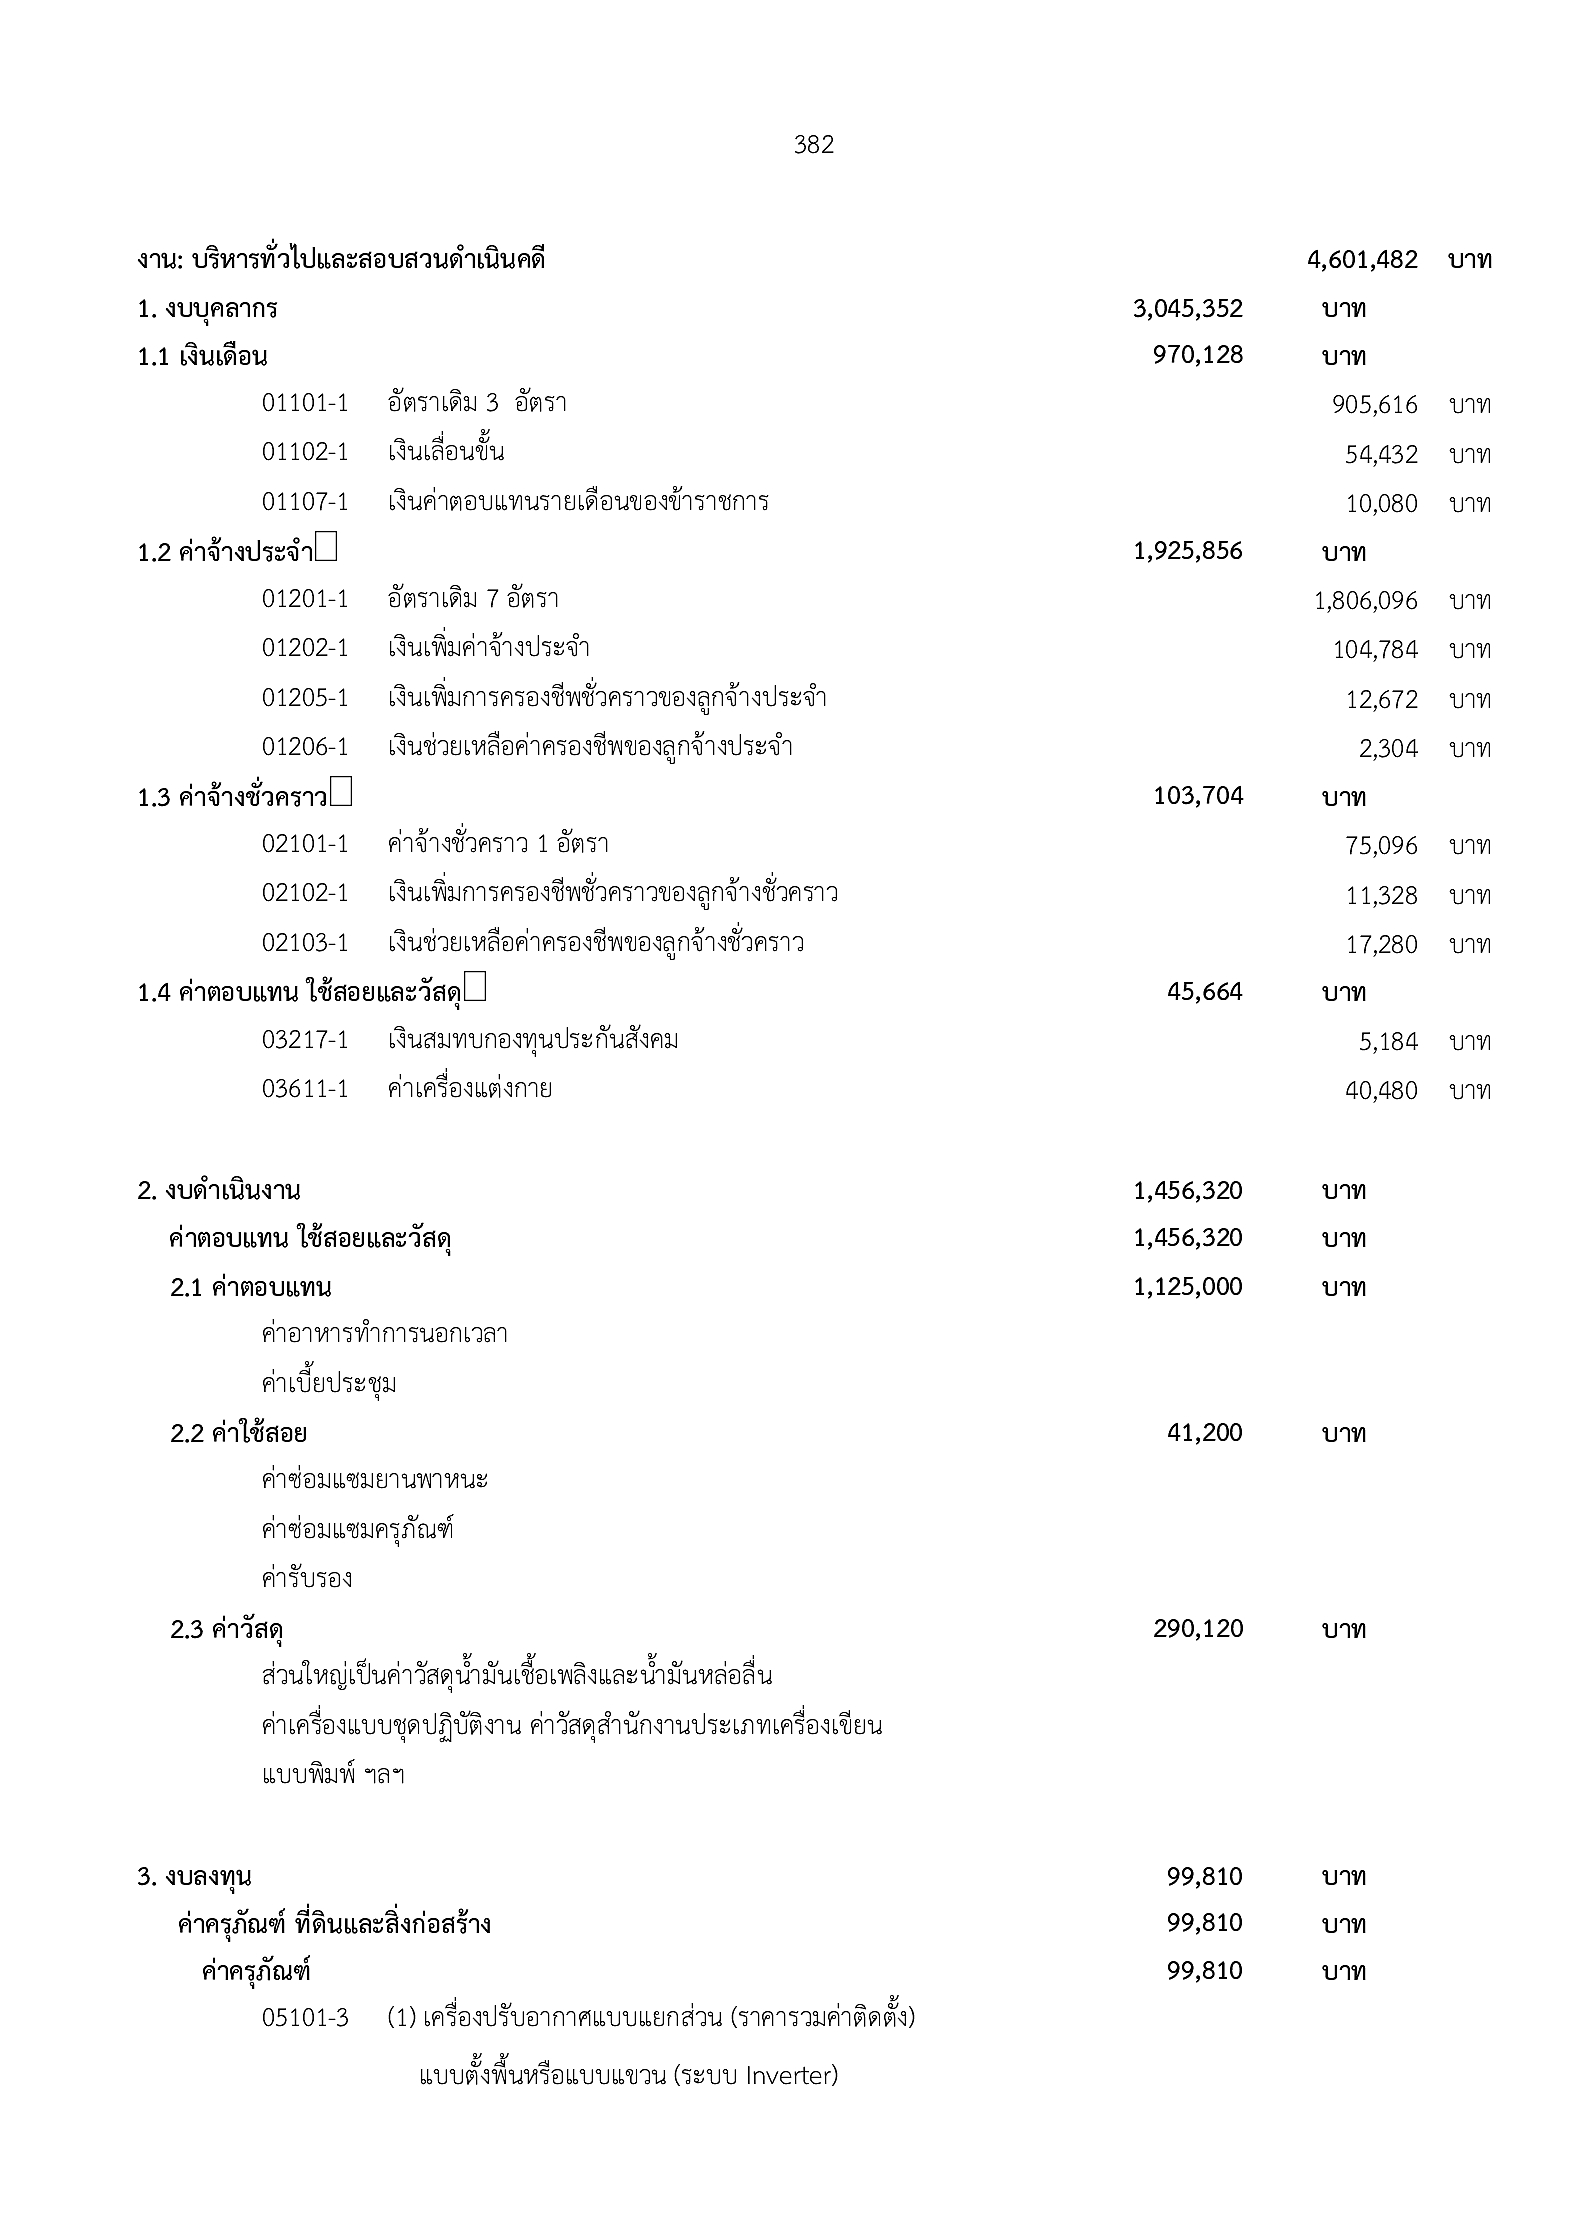 382
งาน: บริหารทั่วไปและสอบสวนดำเนินคดี 4,601,482 บาท
1. งบบุคลากร 3,045,352 บาท
1.1 เงินเดือน 970,128 บาท
01101-1 อัตราเดิม 3 อัตรา 905,616 บาท
01102-1 เงินเลื่อนขั้น 54,432 บาท
01107-1 เงินค่าตอบแทนรายเดือนของข้าราชการ 10,080 บาท
1.2 ค่าจ้างประจำ 1,925,856 บาท
01201-1 อัตราเดิม 7 อัตรา 1,806,096 บาท
01202-1 เงินเพิ่มค่าจ้างประจำ 104,784 บาท
01205-1 เงินเพิ่มการครองชีพชั่วคราวของลูกจ้างประจำ 12,672 บาท
01206-1 เงินช่วยเหลือค่าครองชีพของลูกจ้างประจำ 2,304 บาท
1.3 ค่าจ้างชั่วคราว 103,704 บาท
02101-1 ค่าจ้างชั่วคราว 1 อัตรา 75,096 บาท
02102-1 เงินเพิ่มการครองชีพชั่วคราวของลูกจ้างชั่วคราว 11,328 บาท
02103-1 เงินช่วยเหลือค่าครองชีพของลูกจ้างชั่วคราว 17,280 บาท
1.4 ค่าตอบแทน ใช้สอยและวัสดุ 45,664 บาท
03217-1 เงินสมทบกองทุนประกันสังคม 5,184 บาท
03611-1 ค่าเครื่องแต่งกาย 40,480 บาท
2. งบดำเนินงาน 1,456,320 บาท
ค่าตอบแทน ใช้สอยและวัสดุ 1,456,320 บาท
2.1 ค่าตอบแทน 1,125,000 บาท
ค่าอาหารทำการนอกเวลา
ค่าเบี้ยประชุม
2.2 ค่าใช้สอย 41,200 บาท
ค่าซ่อมแซมยานพาหนะ
ค่าซ่อมแซมครุภัณฑ์
ค่ารับรอง
2.3 ค่าวัสดุ 290,120 บาท
ส่วนใหญ่เป็นค่าวัสดุน้ำมันเชื้อเพลิงและน้ำมันหล่อลื่น
ค่าเครื่องแบบชุดปฏิบัติงาน ค่าวัสดุสำนักงานประเภทเครื่องเขียน
แบบพิมพ์ ฯลฯ
3. งบลงทุน 99,810 บาท
ค่าครุภัณฑ์ ที่ดินและสิ่งก่อสร้าง 99,810 บาท
ค่าครุภัณฑ์ 99,810 บาท
05101-3 (1) เครื่องปรับอากาศแบบแยกส่วน (ราคารวมค่าติดตั้ง)
แบบตั้งพื้นหรือแบบแขวน (ระบบ Inverter)